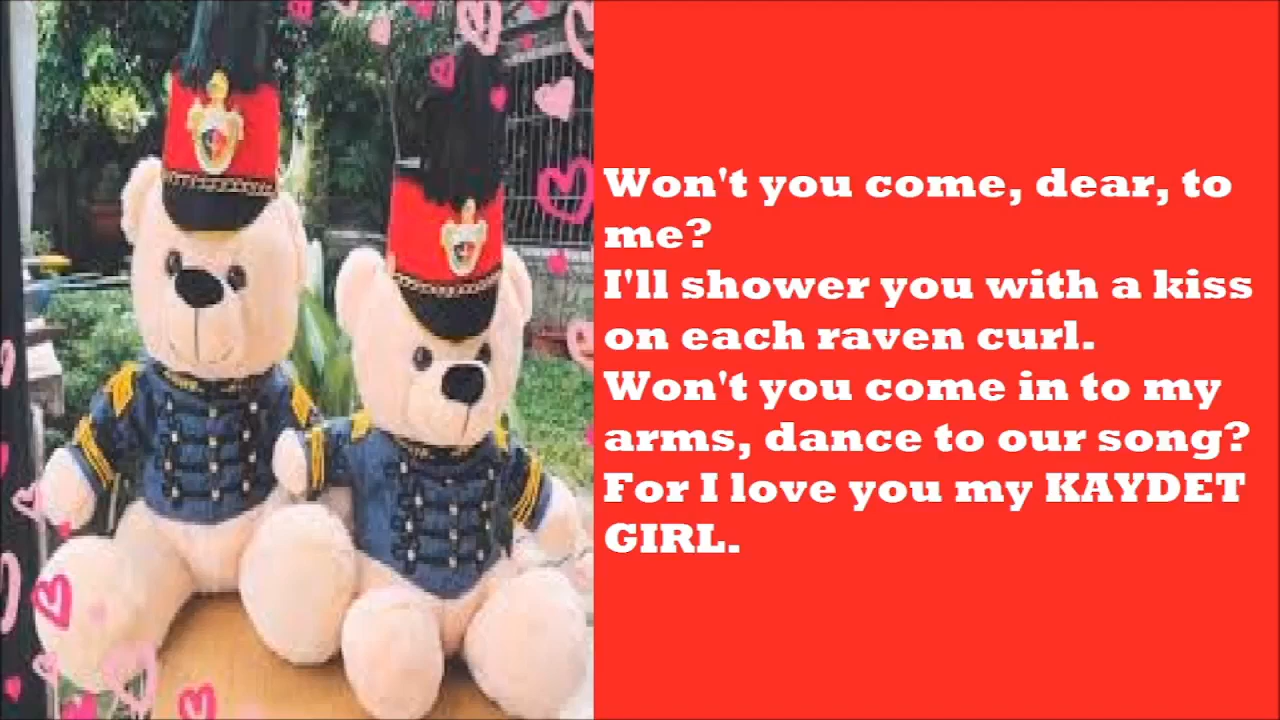 Won't you come, dear, to
me?
I'll shower you with a kiss
on each raven curl.
Won't you come in to my
arms, dance to our song?
For I love you my KAYDET
GIRL.